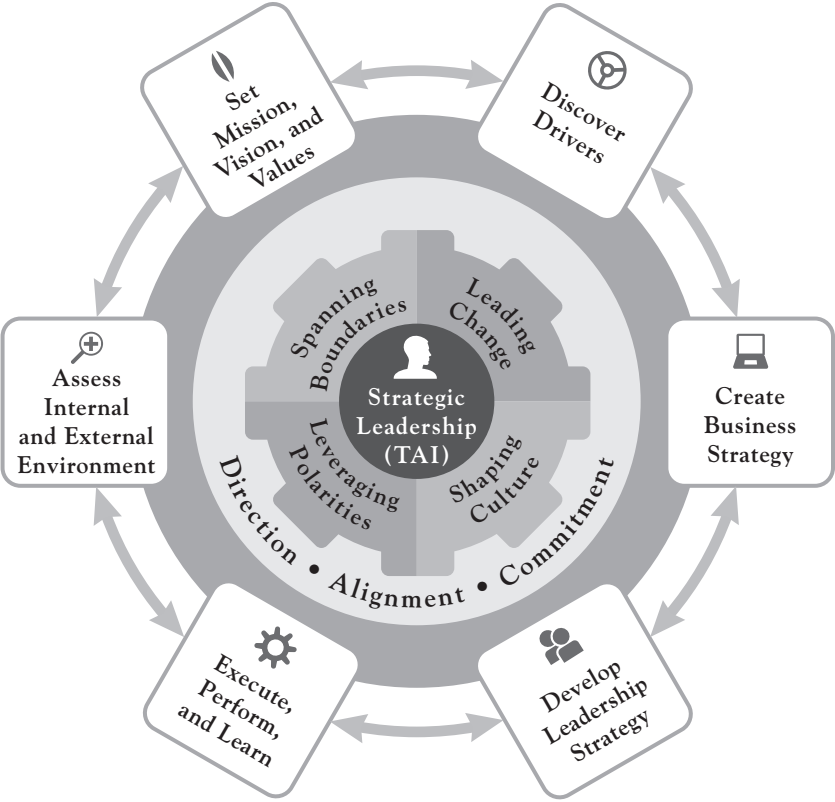 Set
Mission,
Vision, and
Values
Discover
Drivers
Assess
Internal
and External
Environment
Spanning
Boundaries
Leading
Change
Strategic
Leadership
(TAI)
Leveraging
Polarities
Shaping
Culture
Create
Business
Strategy
Direction • Alignment • Commitment
Execute,
Perform,
and Learn
Develop
Leadership
Strategy